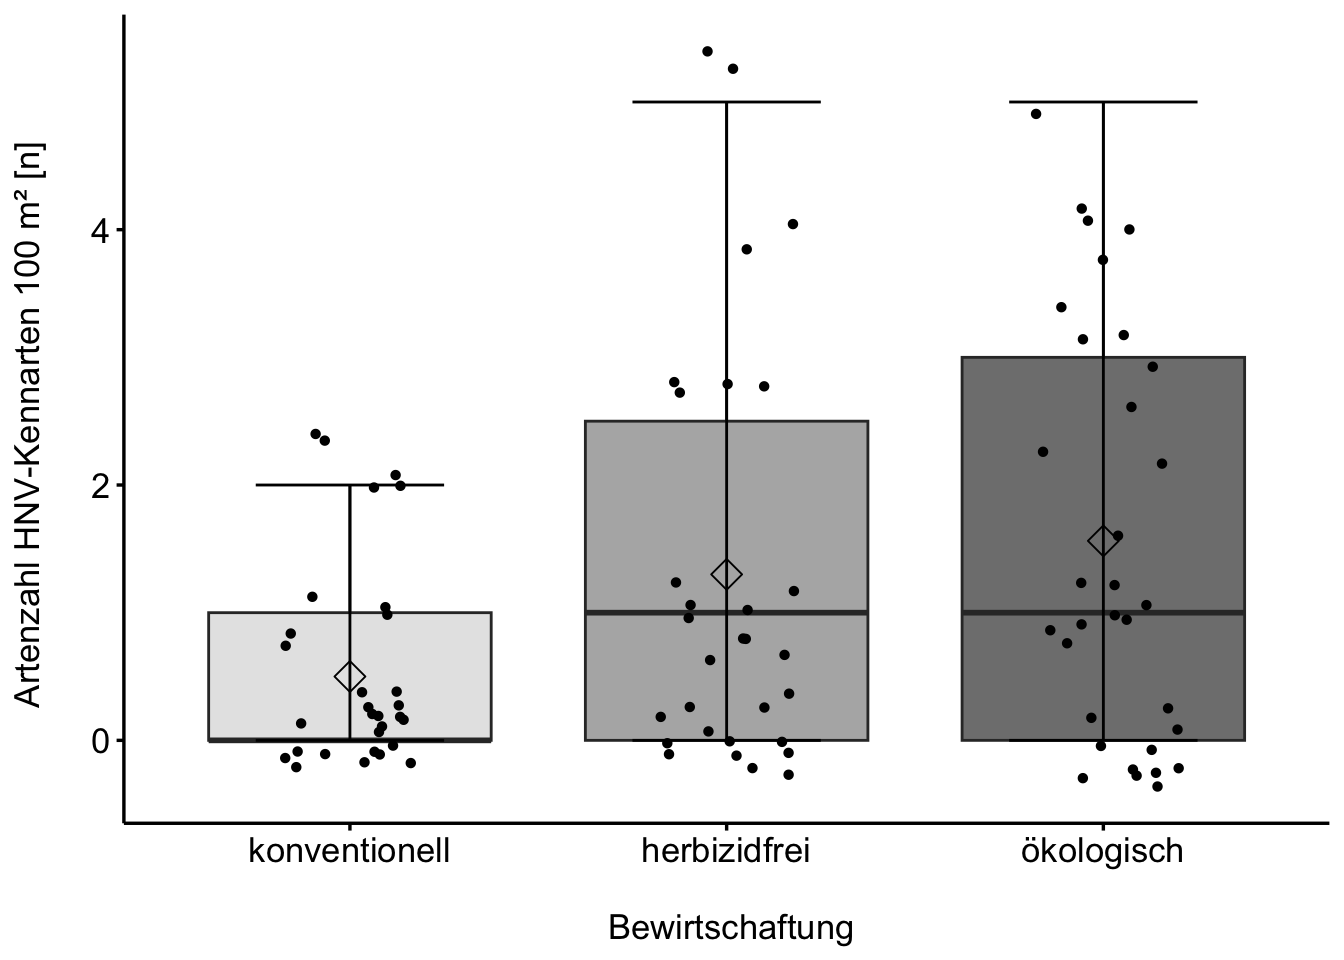 Artenzahl HNV-Kennarten 100 m² [n]
4
2
0
konventionell
herbizidfrei
ökologisch
Bewirtschaftung